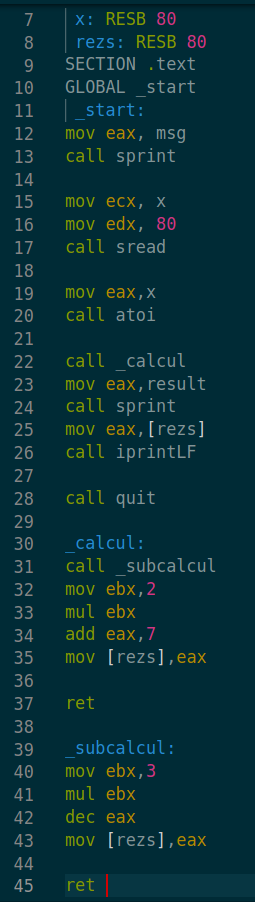 7 x: RESB 80
8 rezs: RESB 80
9 SECTION .text
10 GLOBAL _start
11 _start:
12 mov eax, msg
13 call sprint
14
15 mov ecx, x
16 mov edx, 80
17 call sread
18
19 mov eax,x
20 call atoi
21
22 call _calcul
23 mov eax,result
24 call sprint
25 mov eax,[rezs]
26 call iprintLF
27
28 call quit
29
30 _calcul:
31 call _subcalcul
32 mov ebx,2
33 mul ebx
34 add eax,7
35 mov [rezs],eax
36
37 ret
38
39 _subcalcul:
40 mov ebx,3
41 mul ebx
42 dec eax
43 mov [rezs],eax
44
45 ret